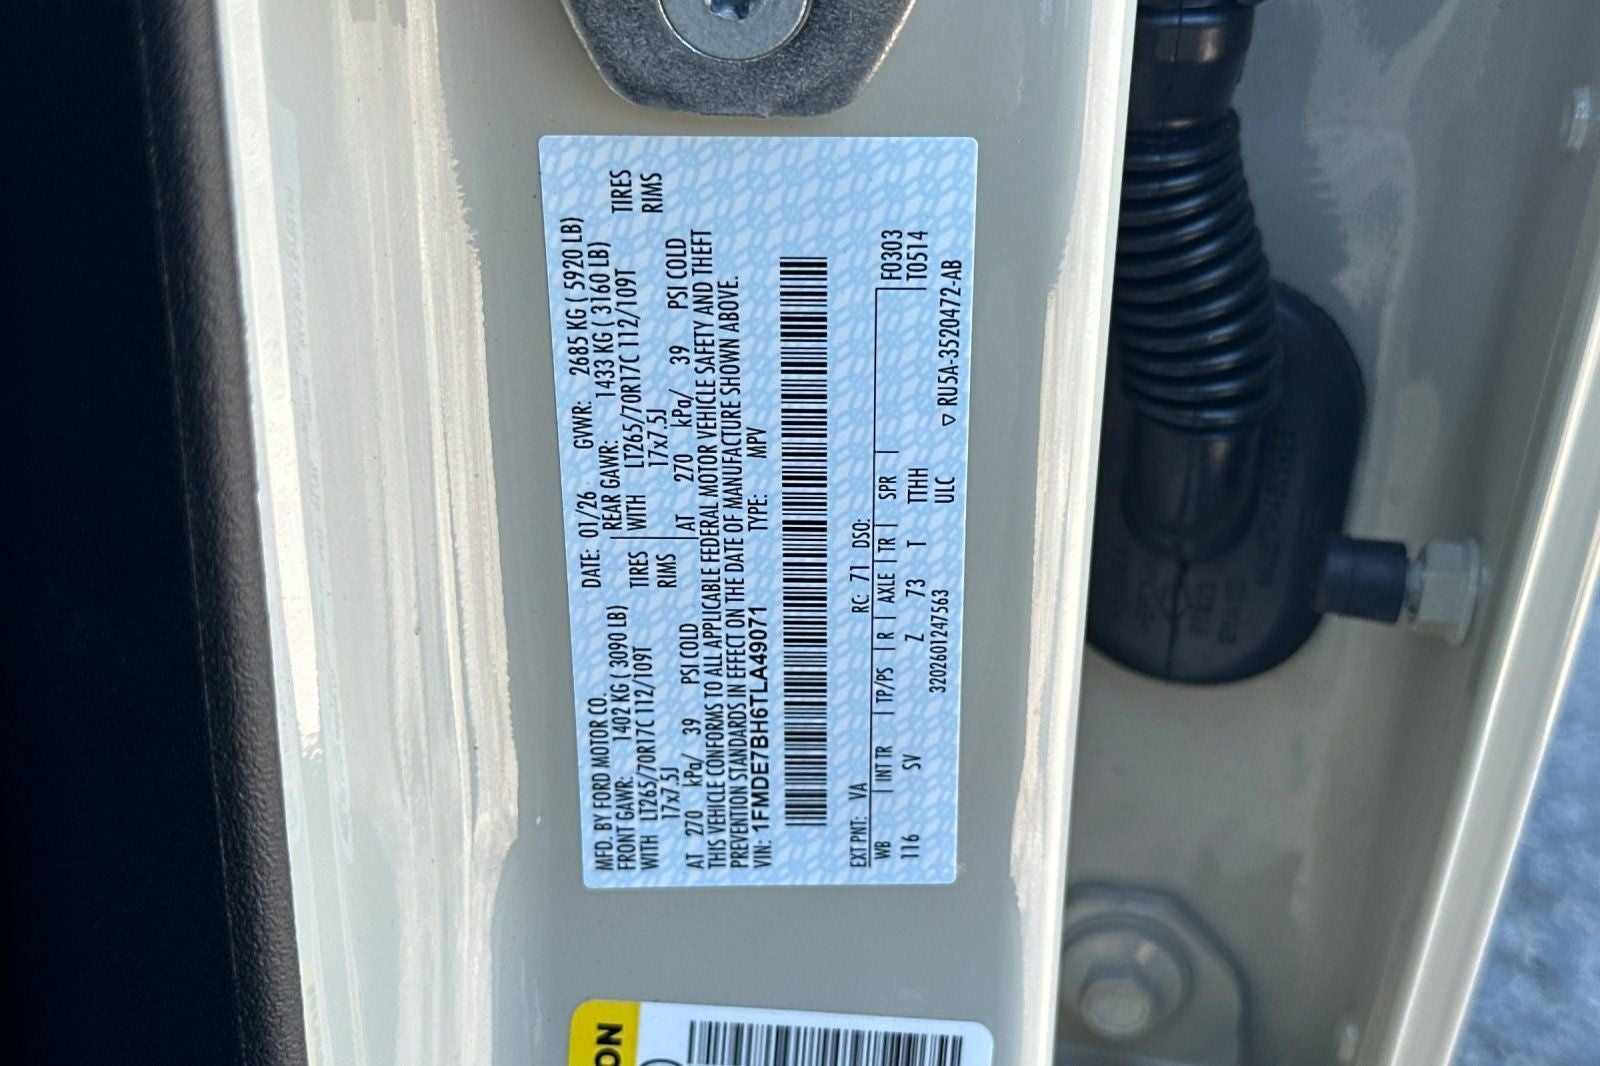 MFD. BY FORD MOTOR CO.
DATE: 01/26 GVWR: 2685 KG ( 5920 LB)
FRONT GAWR: 1402 KG ( 3090 LB)
REAR GAWR: 1433 KG ( 3160 LB)
WITH LT265/70R17C 112/109T TIRES
WITH LT265/70R17C 112/109T TIRES
17x7.5J RIMS
17x7.5J RIMS
AT 270 kPa/ 39 PSI COLD
AT 270 kPa/ 39 PSI COLD
THIS VEHICLE CONFORMS TO ALL APPLICABLE FEDERAL MOTOR VEHICLE SAFETY AND THEFT
PREVENTION STANDARDS IN EFFECT ON THE DATE OF MANUFACTURE SHOWN ABOVE.
VIN: 1FMDE7BH6TLA49071 TYPE: MPV
EXT PNT: VA RC: 71 DSO: F0303
WB | INT TR | TP/PS | R | AXLE | TR | SPR | T0514
116 SV Z 73 T TTHH
3202601247563 ULC ▽ RU5A-3520472-AB
ON